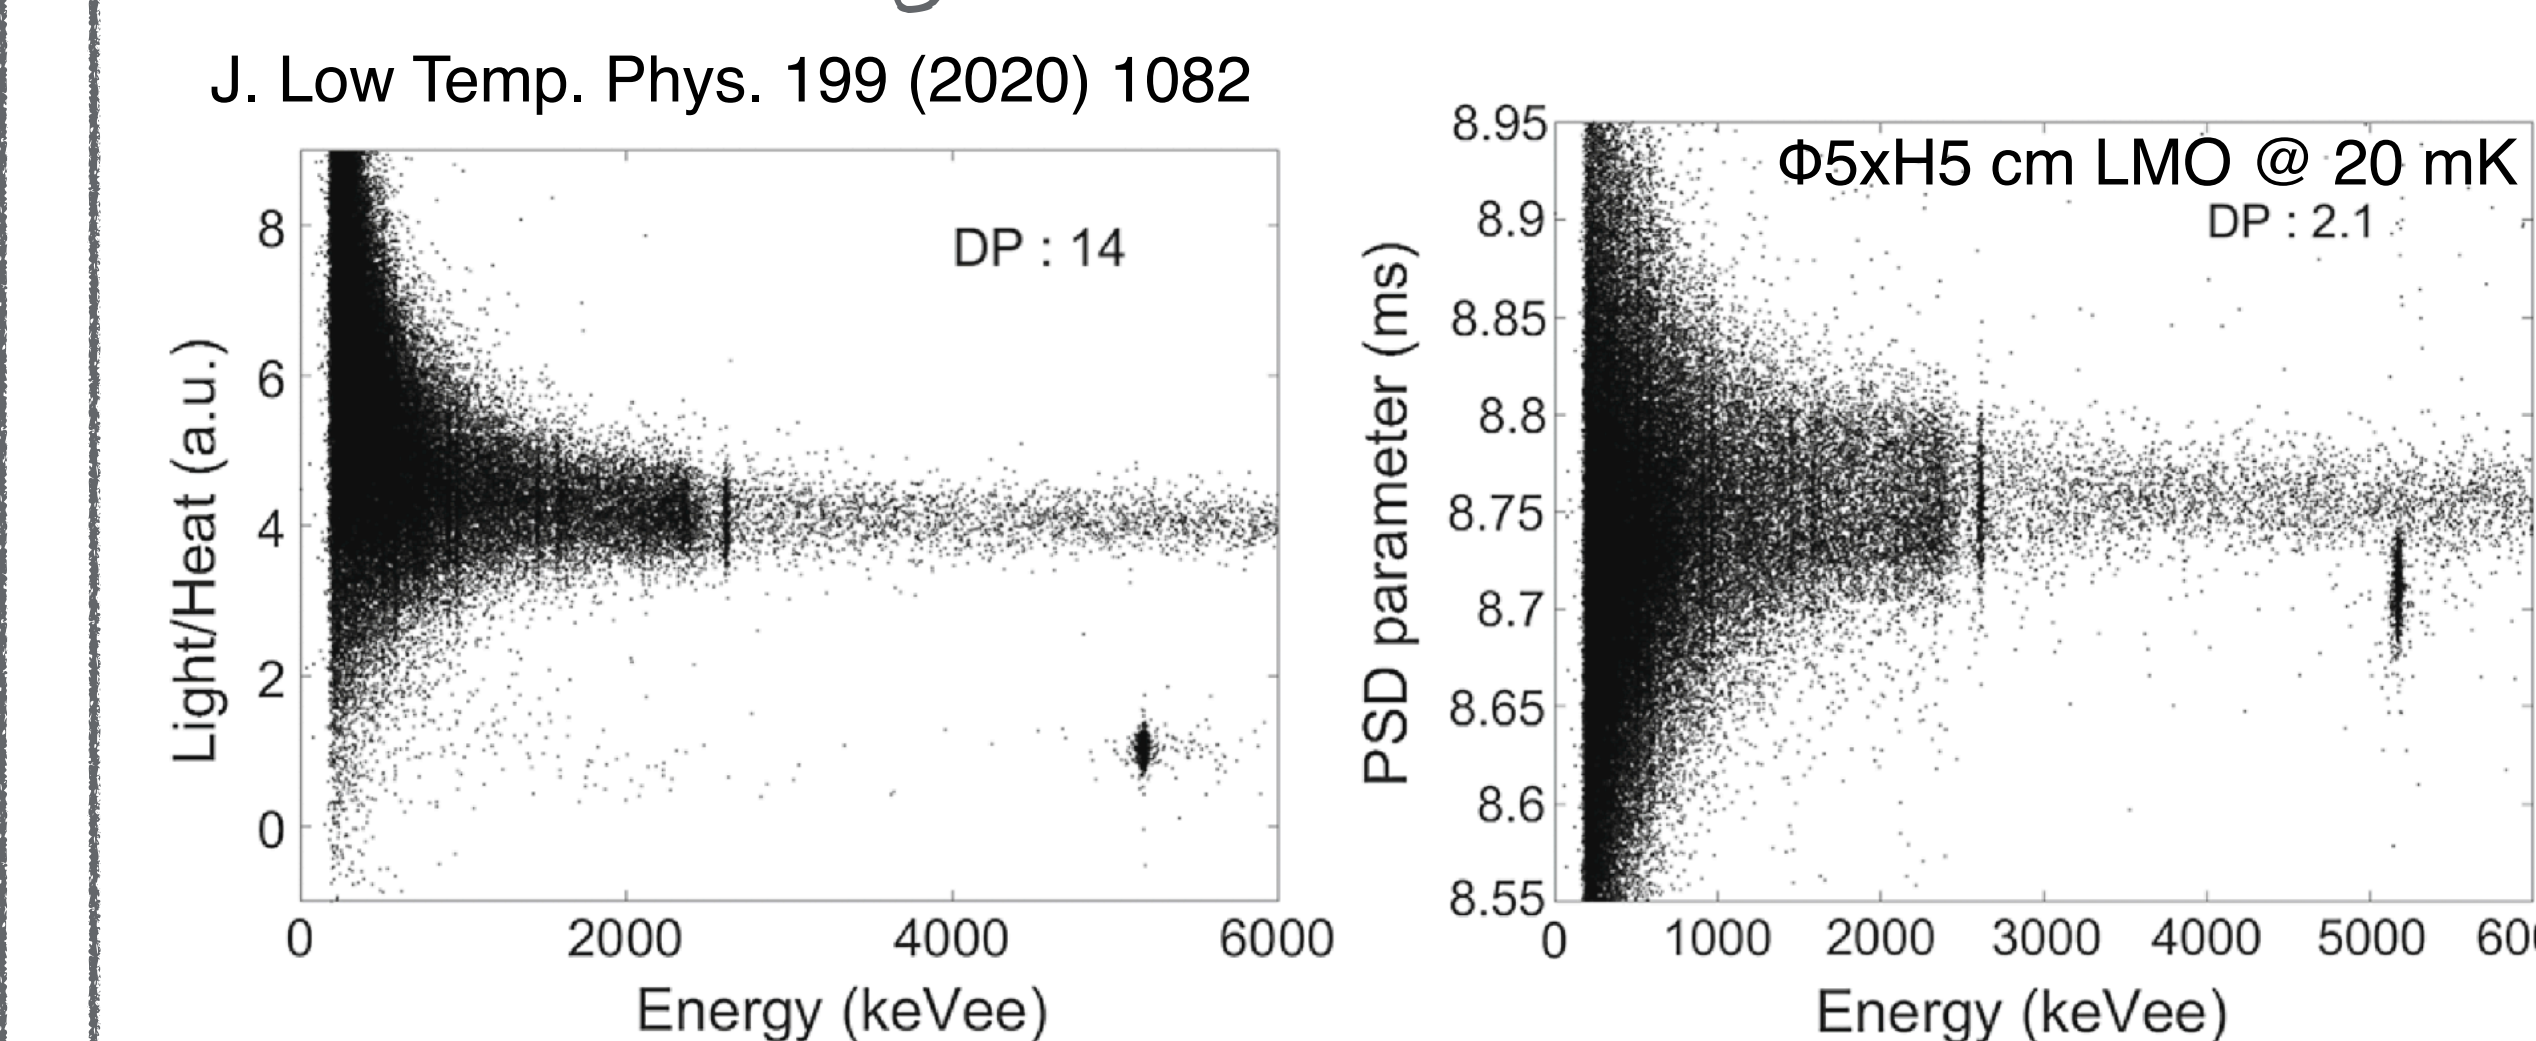 J. Low Temp. Phys. 199 (2020) 1082
DP : 14
8
6
4
2
0
Light/Heat (a.u.)
0 2000 4000 6000
Energy (keVee)
Φ5xH5 cm LMO @ 20 mK
DP : 2.1
8.95
8.9
8.85
8.8
8.75
8.7
8.65
8.6
8.55
PSD parameter (ms)
0 1000 2000 3000 4000 5000
Energy (keVee)